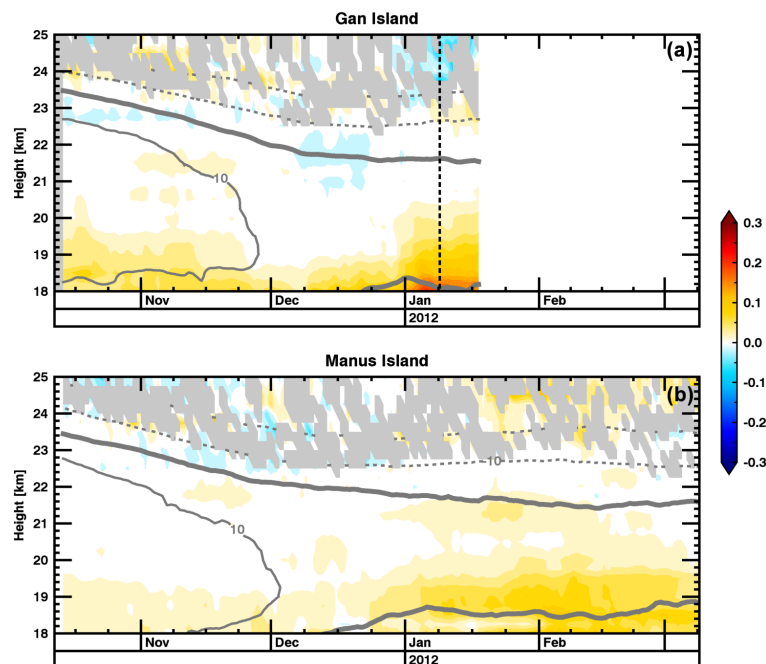 Gan Island
(a)
25
24
23
22
21
20
19
18
Height [km]
10
Nov
Dec
Jan
Feb
2012
Manus Island
(b)
25
24
23
22
21
20
19
18
Height [km]
10
10
Nov
Dec
Jan
Feb
2012
0.3
0.2
0.1
0.0
-0.1
-0.2
-0.3